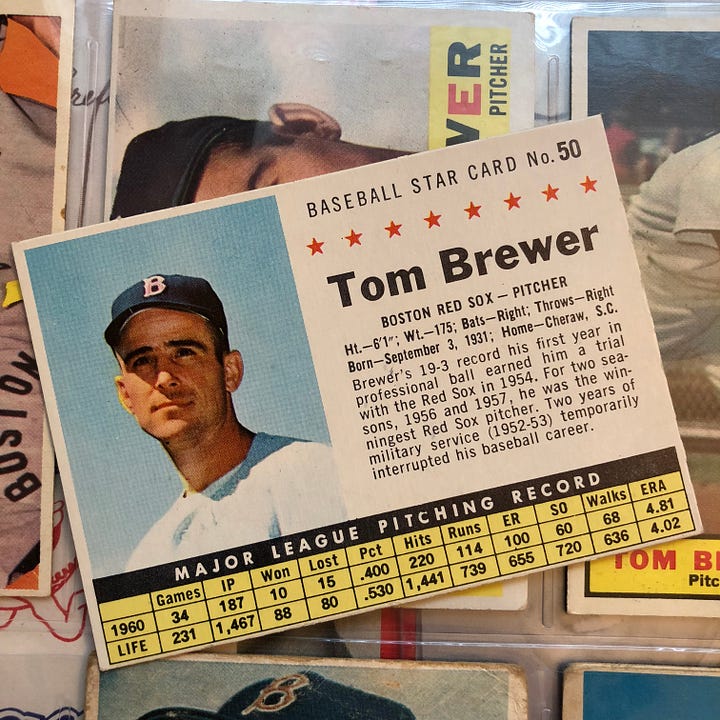 VER
PITCHER
BASEBALL STAR CARD No. 50
Tom Brewer
BOSTON RED SOX — PITCHER
Ht.—6'1"; Wt.—175; Bats—Right; Throws—Right
Born—September 3, 1931; Home—Cheraw, S.C.
Brewer's 19-3 record his first year in
professional ball earned him a trial
with the Red Sox in 1954. For two sea-
sons, 1956 and 1957, he was the win-
ningest Red Sox pitcher. Two years of
military service (1952-53) temporarily
interrupted his baseball career.
B
MAJOR LEAGUE PITCHING RECORD
Games IP Won Lost Pct Hits Runs ER SO Walks ERA
1960 34 187 10 15 .400 220 114 100 60 68 4.81
LIFE 231 1,467 88 80 .530 1,441 739 655 720 636 4.02
BOSTON
TOM B
Pitc
B